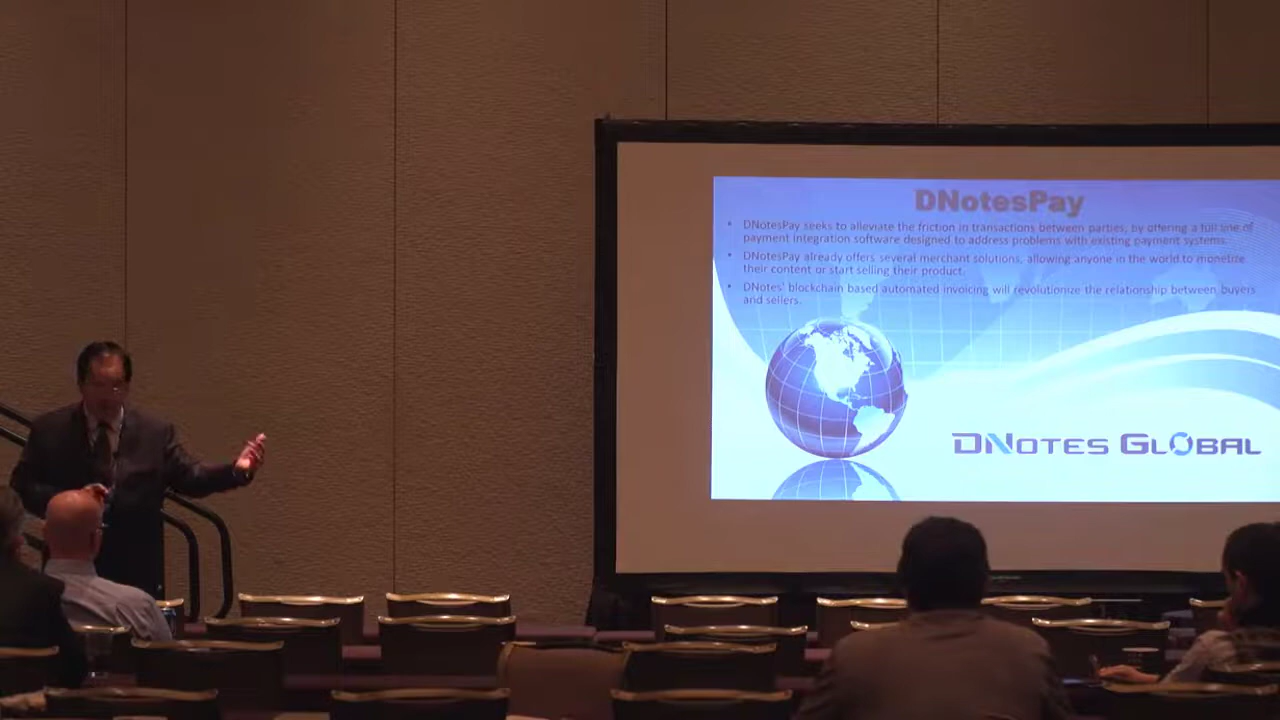 DNotesPay
• DNotesPay seeks to alleviate the friction in transactions between parties, by offering a full line of
payment integration software designed to address problems with existing payment systems.
• DNotesPay already offers several merchant solutions, allowing anyone in the world to monetize
their content or start selling their product.
• DNotes' blockchain based automated invoicing will revolutionize the relationship between buyers
and sellers.
DNOTES GLOBAL